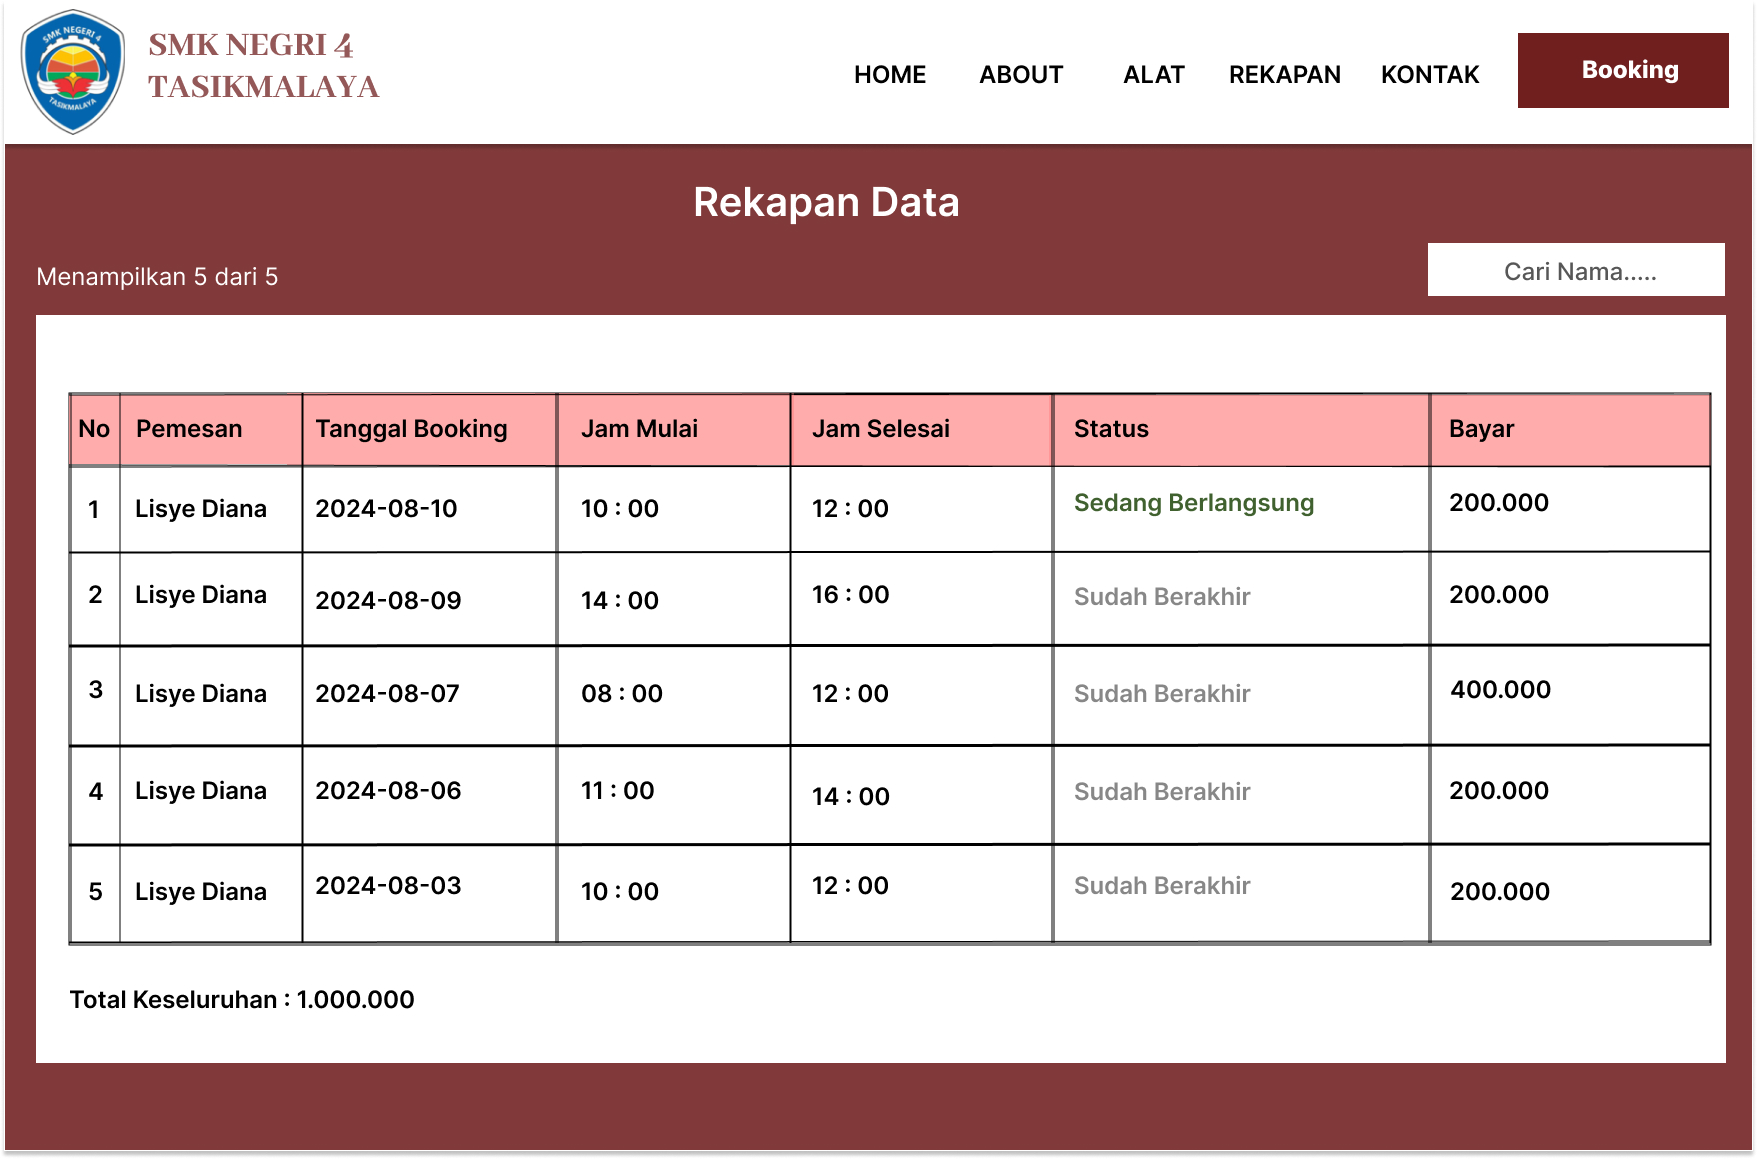 SMK NEGERI 4
TASIKMALAYA
SMK NEGRI 4
TASIKMALAYA
HOME ABOUT ALAT REKAPAN KONTAK Booking
Rekapan Data
Menampilkan 5 dari 5
Cari Nama.....
No Pemesan Tanggal Booking Jam Mulai Jam Selesai Status Bayar
1 Lisye Diana 2024-08-10 10 : 00 12 : 00 Sedang Berlangsung 200.000
2 Lisye Diana 2024-08-09 14 : 00 16 : 00 Sudah Berakhir 200.000
3 Lisye Diana 2024-08-07 08 : 00 12 : 00 Sudah Berakhir 400.000
4 Lisye Diana 2024-08-06 11 : 00 14 : 00 Sudah Berakhir 200.000
5 Lisye Diana 2024-08-03 10 : 00 12 : 00 Sudah Berakhir 200.000
Total Keseluruhan : 1.000.000